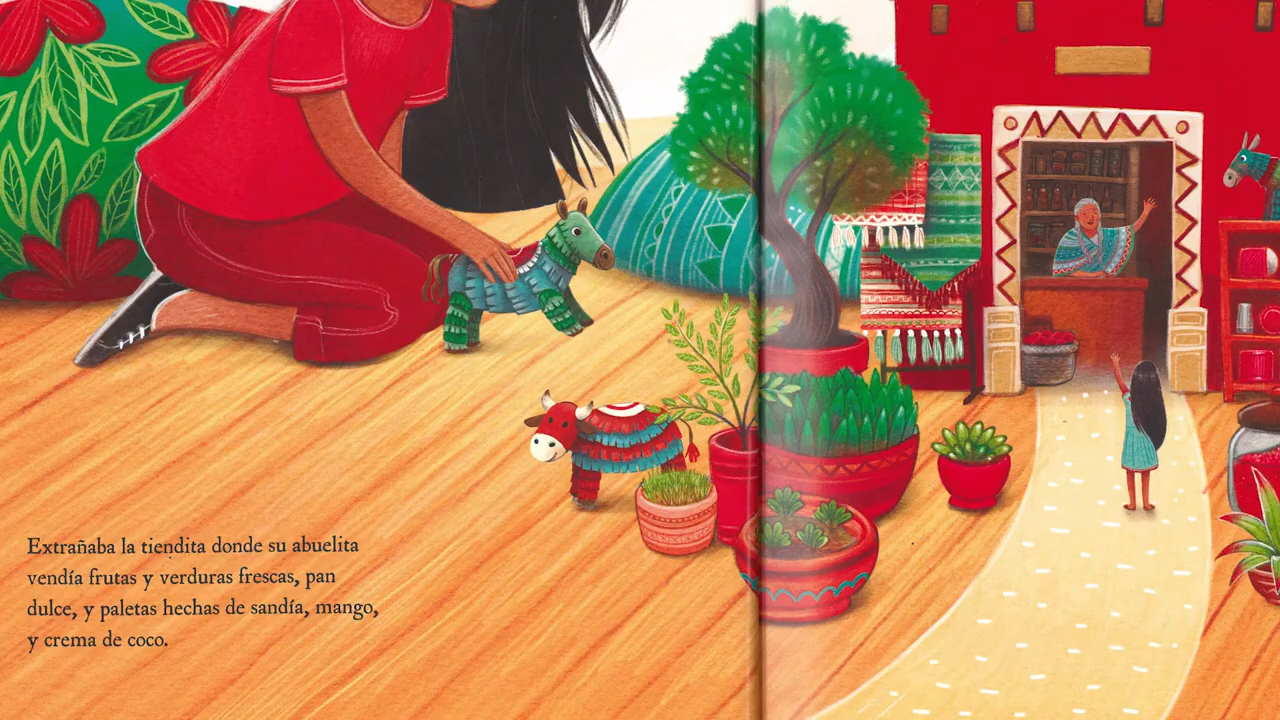 Extrañaba la tiendita donde su abuelita
vendía frutas y verduras frescas, pan
dulce, y paletas hechas de sandía, mango,
y crema de coco.